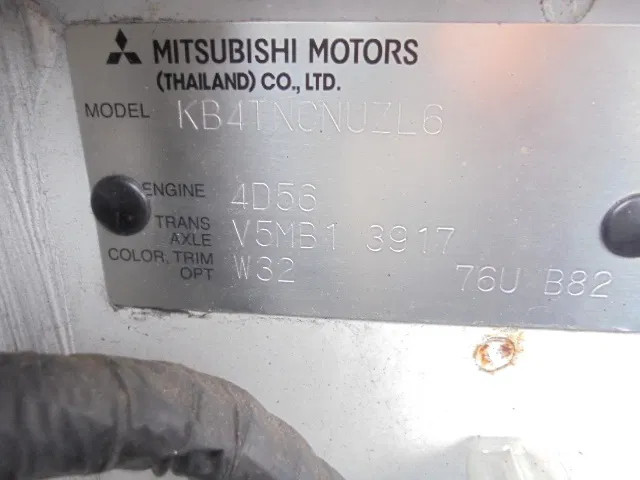 MITSUBISHI MOTORS
(THAILAND) CO., LTD.
MODEL KB4TNCNUZL6
ENGINE 4D56
TRANS AXLE V5MB1 3917
COLOR, TRIM OPT W32 76U B82